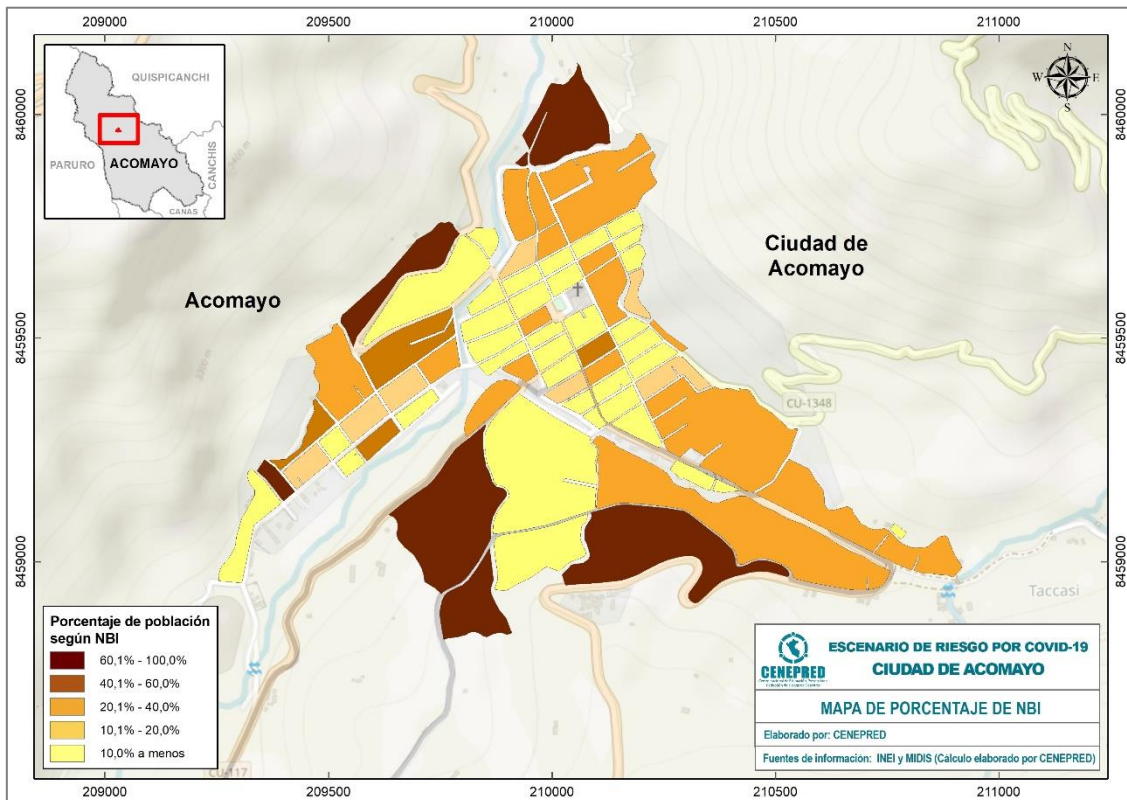 209000 209500 210000 210500 211000
8460000
8459500
8459000
8460000
8459500
8459000
QUISPICANCHI
PARURO
ACOMAYO
CANCHIS
CANAS
N
W E
S
Acomayo
Ciudad de
Acomayo
CU-1348
Taccasi
CU-117
3400 m
Porcentaje de población
según NBI
60,1% - 100,0%
40,1% - 60,0%
20,1% - 40,0%
10,1% - 20,0%
10,0% a menos
CENEPRED
ESCENARIO DE RIESGO POR COVID-19
CIUDAD DE ACOMAYO
MAPA DE PORCENTAJE DE NBI
Elaborado por: CENEPRED
Fuentes de información: INEI y MIDIS (Cálculo elaborado por CENEPRED)
209000 209500 210000 210500 211000